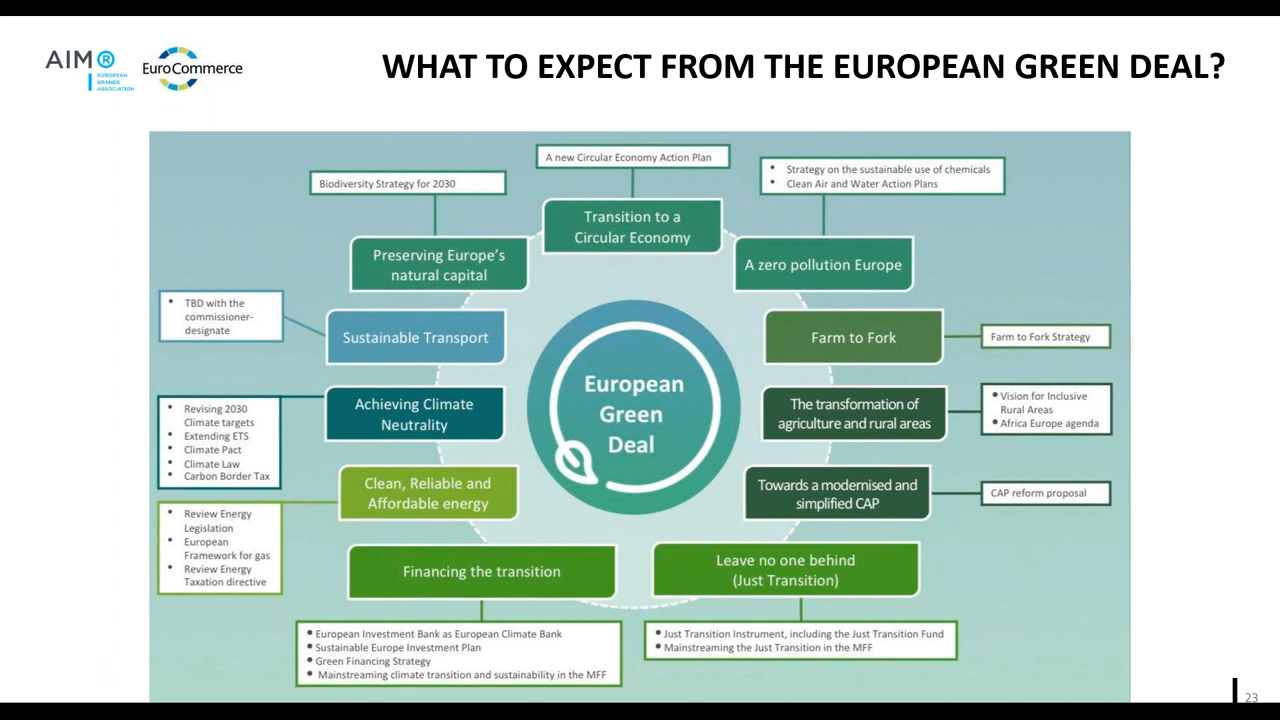 AIM®
EUROPEAN
BRANDS
ASSOCIATION
EuroCommerce
WHAT TO EXPECT FROM THE EUROPEAN GREEN DEAL?
A new Circular Economy Action Plan
Biodiversity Strategy for 2030
• Strategy on the sustainable use of chemicals
• Clean Air and Water Action Plans
Transition to a
Circular Economy
Preserving Europe's
natural capital
A zero pollution Europe
• TBD with the
commissioner-
designate
Sustainable Transport
Farm to Fork
Farm to Fork Strategy
European
Green
Deal
Achieving Climate
Neutrality
• Revising 2030
Climate targets
• Extending ETS
• Climate Pact
• Climate Law
• Carbon Border Tax
The transformation of
agriculture and rural areas
• Vision for Inclusive
Rural Areas
• Africa Europe agenda
Clean, Reliable and
Affordable energy
• Review Energy
Legislation
• European
Framework for gas
• Review Energy
Taxation directive
Towards a modernised and
simplified CAP
CAP reform proposal
Financing the transition
• European Investment Bank as European Climate Bank
• Sustainable Europe Investment Plan
• Green Financing Strategy
• Mainstreaming climate transition and sustainability in the MFF
Leave no one behind
(Just Transition)
• Just Transition Instrument, including the Just Transition Fund
• Mainstreaming the Just Transition in the MFF
23